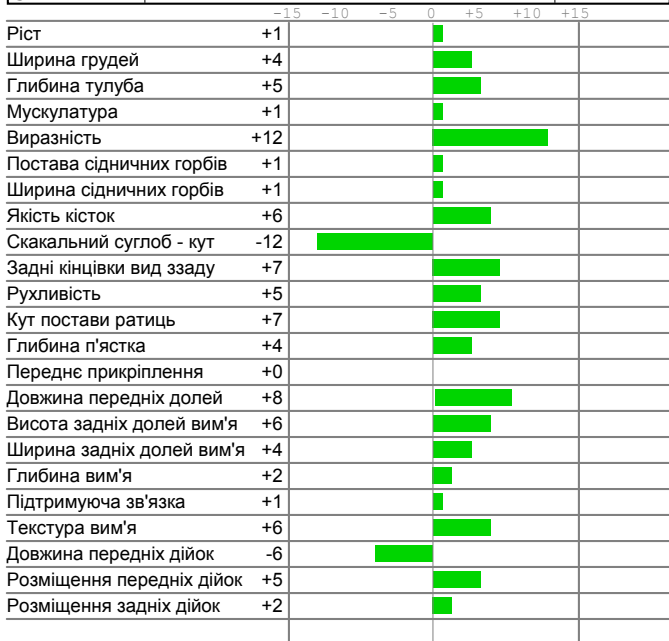 -15 -10 -5 0 +5 +10 +15
Ріст +1
Ширина грудей +4
Глибина тулуба +5
Мускулатура +1
Виразність +12
Постава сідничних горбів +1
Ширина сідничних горбів +1
Якість кісток +6
Скакальний суглоб - кут -12
Задні кінцівки вид ззаду +7
Рухливість +5
Кут постави ратиць +7
Глибина п'ястка +4
Переднє прикріплення +0
Довжина передніх долей +8
Висота задніх долей вим'я +6
Ширина задніх долей вим'я +4
Глибина вим'я +2
Підтримуюча зв'язка +1
Текстура вим'я +6
Довжина передніх дійок -6
Розміщення передніх дійок +5
Розміщення задніх дійок +2